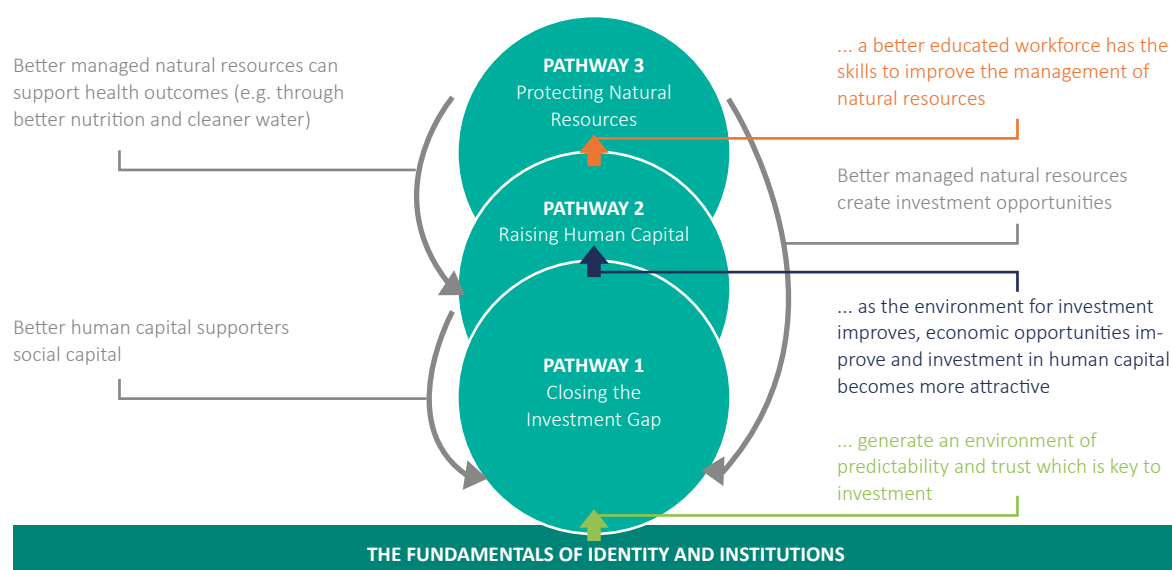 Better managed natural resources can
support health outcomes (e.g. through
better nutrition and cleaner water)
Better human capital supporters
social capital
PATHWAY 3
Protecting Natural
Resources
PATHWAY 2
Raising Human Capital
PATHWAY 1
Closing the
Investment Gap
... a better educated workforce has the
skills to improve the management of
natural resources
Better managed natural resources
create investment opportunities
... as the environment for investment
improves, economic opportunities im-
prove and investment in human capital
becomes more attractive
... generate an environment of
predictability and trust which is key to
investment
THE FUNDAMENTALS OF IDENTITY AND INSTITUTIONS